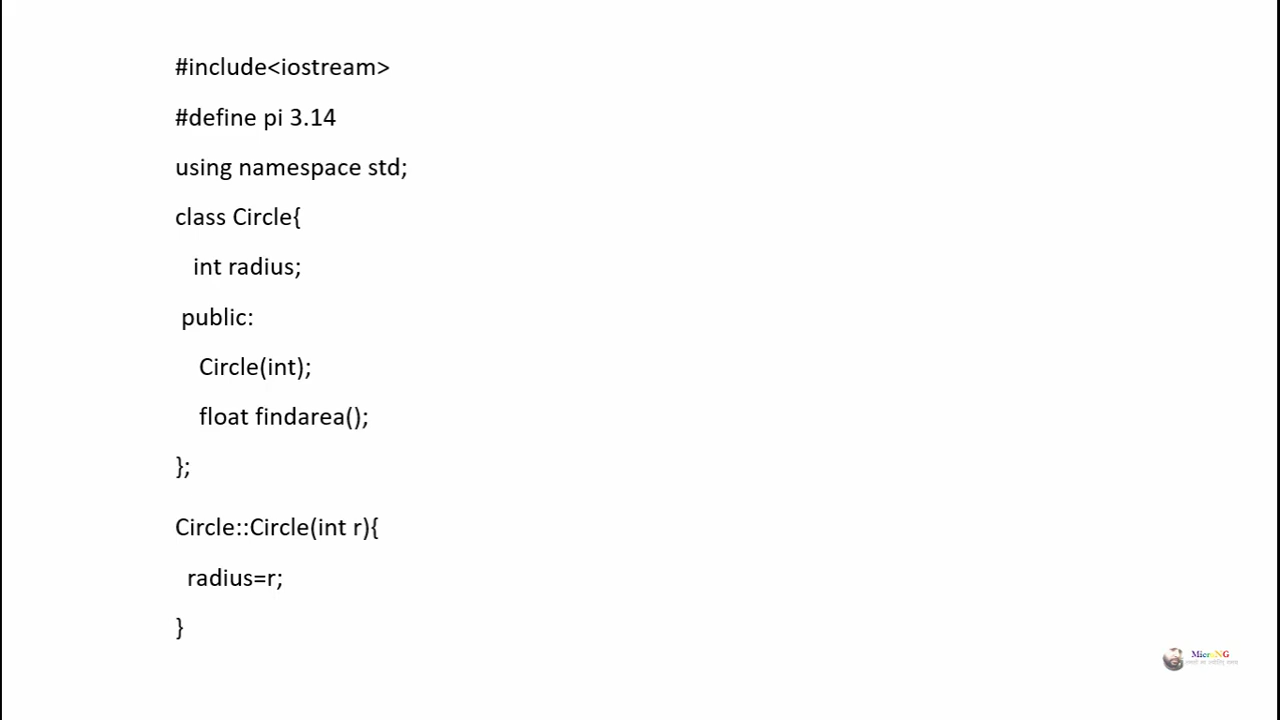 #include<iostream>
#define pi 3.14
using namespace std;
class Circle{
int radius;
public:
Circle(int);
float findarea();
};
Circle::Circle(int r){
radius=r;
}
MicroNG